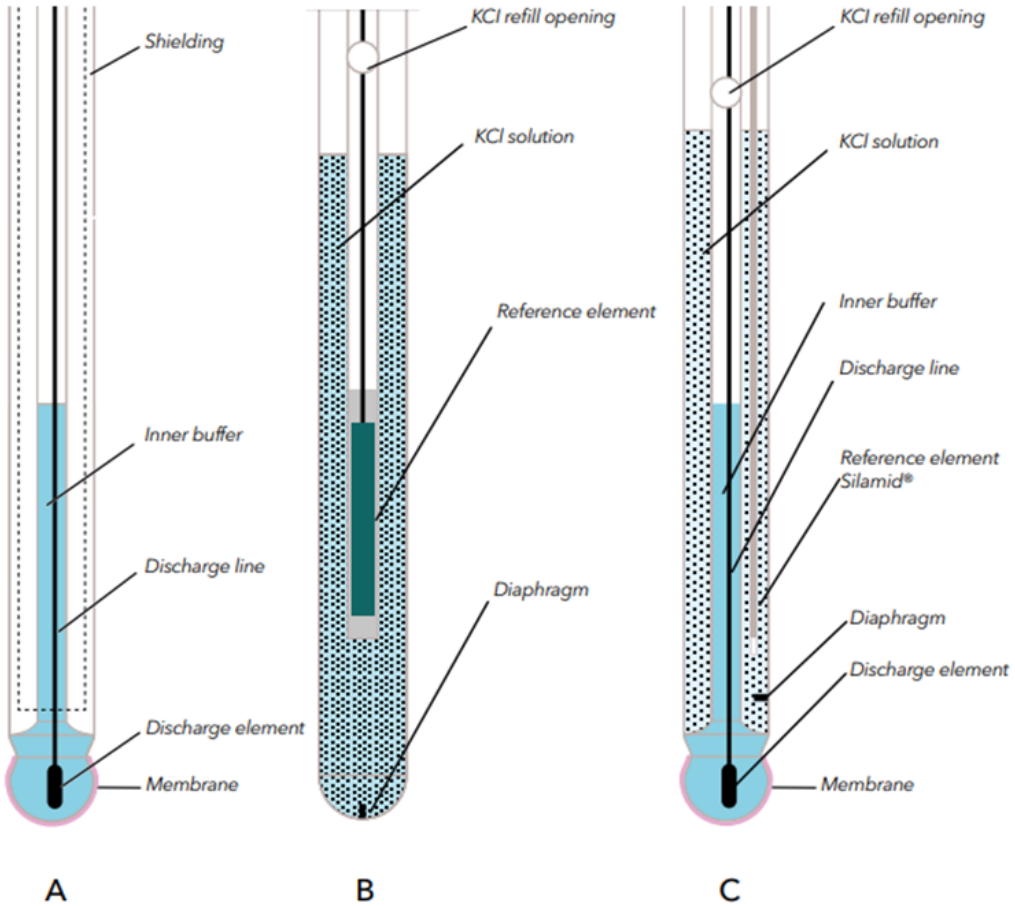 Shielding
Inner buffer
Discharge line
Discharge element
Membrane
A
KCl refill opening
KCl solution
Reference element
Diaphragm
B
KCl refill opening
KCl solution
Inner buffer
Discharge line
Reference element
Silamid®
Diaphragm
Discharge element
Membrane
C